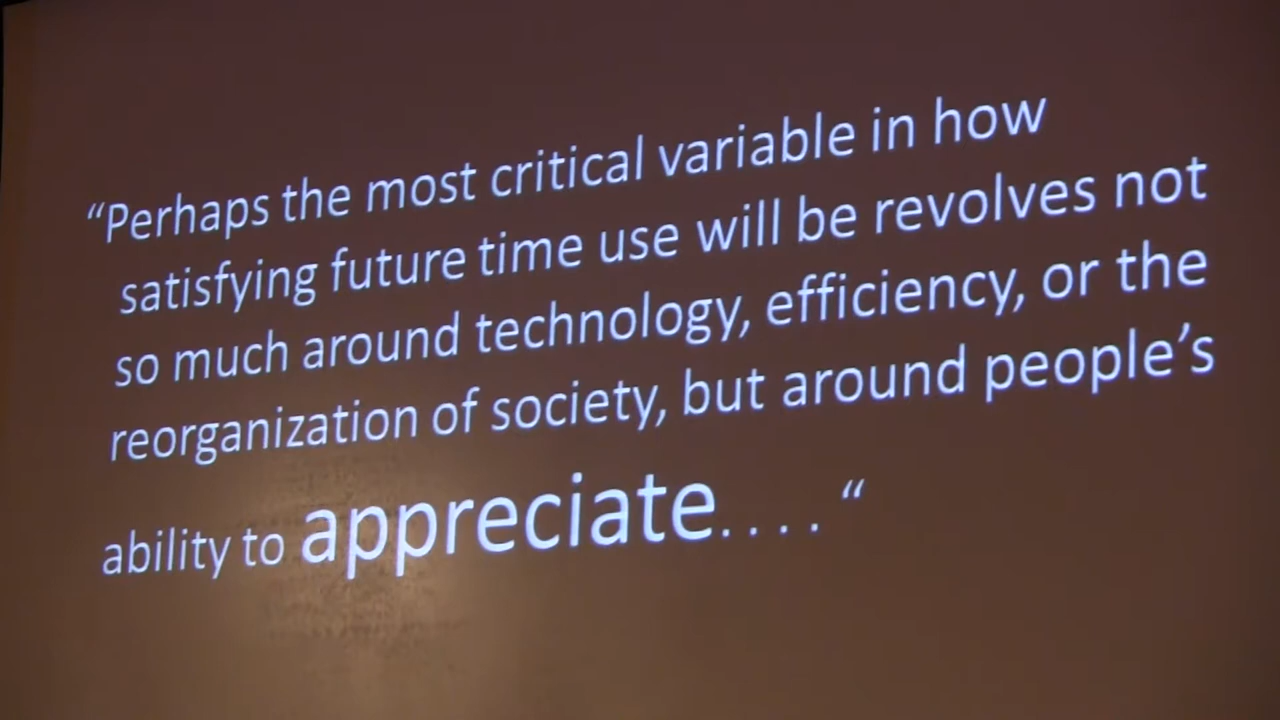 “Perhaps the most critical variable in how
satisfying future time use will be revolves not
so much around technology, efficiency, or the
reorganization of society, but around people’s
ability to appreciate. . . . “